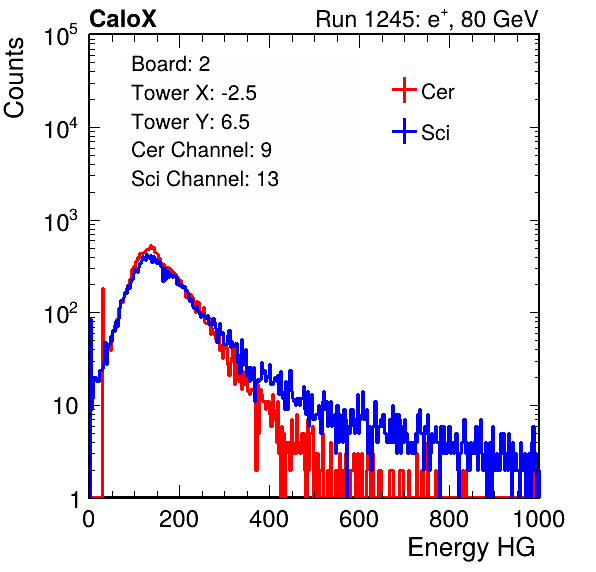 CaloX Run 1245: e⁺, 80 GeV
Counts
10⁵
10⁴
10³
10²
10
1
Board: 2
Tower X: -2.5
Tower Y: 6.5
Cer Channel: 9
Sci Channel: 13
Cer
Sci
0 200 400 600 800 1000
Energy HG